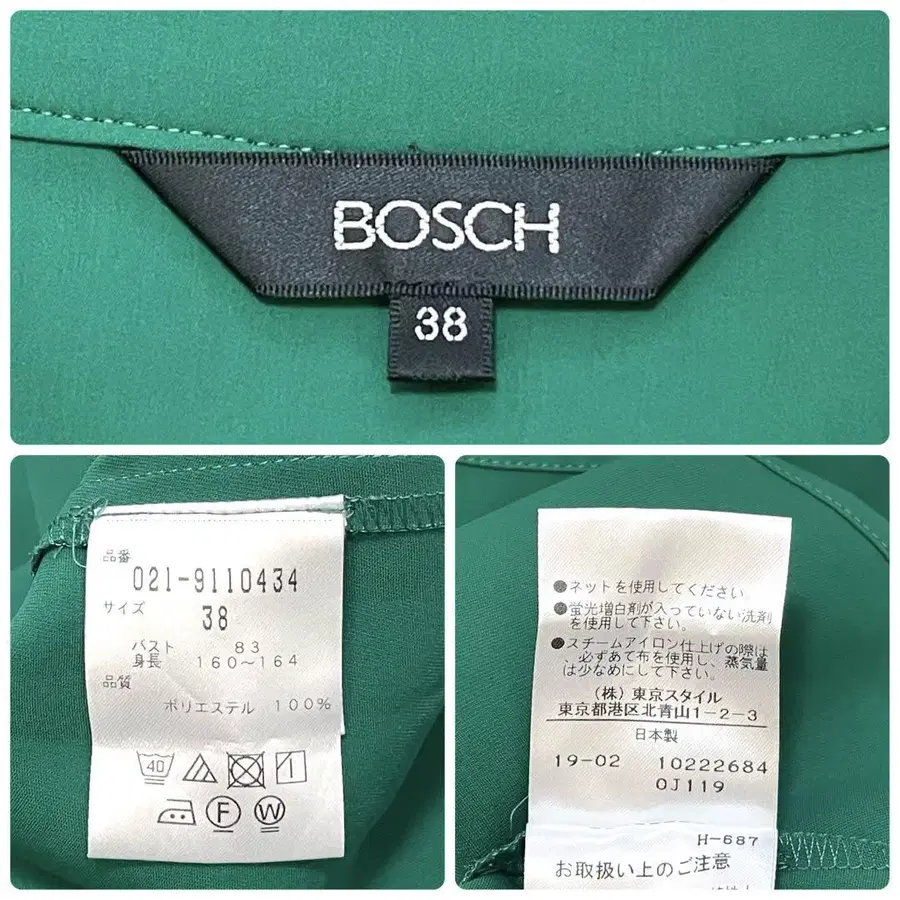 BOSCH
38
品番
021-9110434
サイズ
38
バスト 83
身長 160~164
品質
ポリエステル 100%
40
F W
●ネットを使用してください。
●蛍光増白剤が入っていない洗剤
を使用して下さい。
●スチームアイロン仕上げの際は
、必ずあて布を使用し、蒸気量
は少なめにして下さい。
(株)東京スタイル
東京都港区北青山1-2-3
日本製
19-02 10222684
0J119
H-687
お取扱い上のご注意